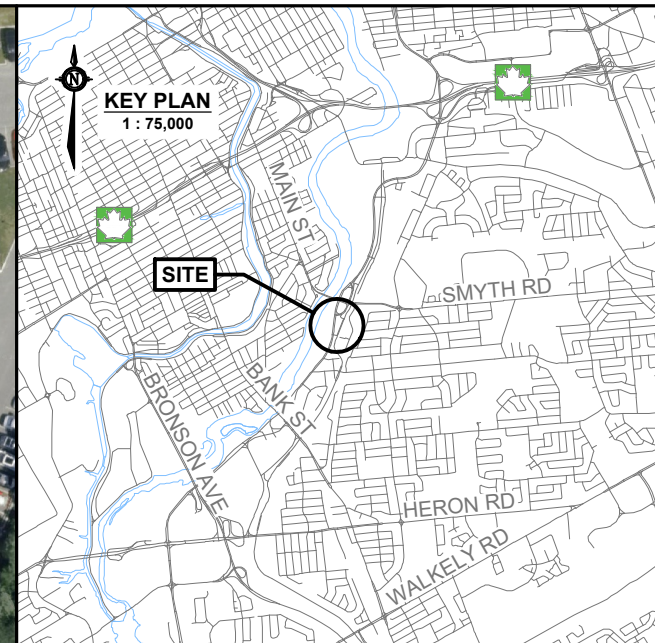 N
KEY PLAN
1 : 75,000
MAIN ST
SITE
SMYTH RD
BANK ST
BRONSON AVE
HERON RD
WALKELY RD